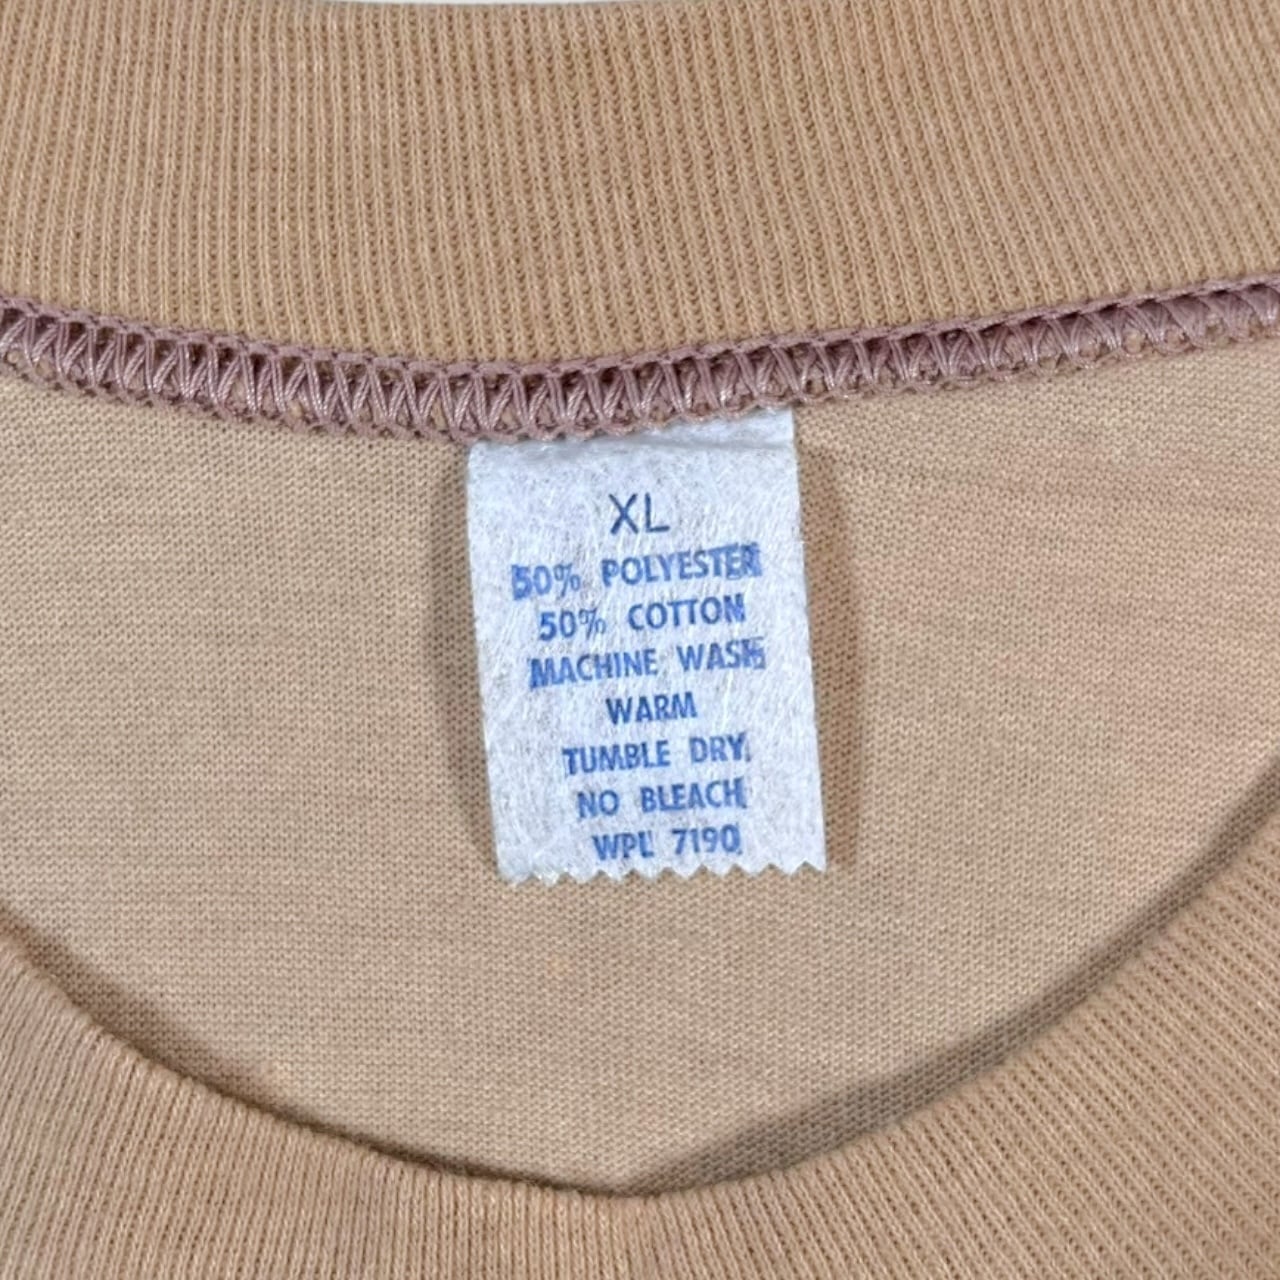 XL
50% POLYESTER
50% COTTON
MACHINE WASH
WARM
TUMBLE DRY
NO BLEACH
WPL 7190